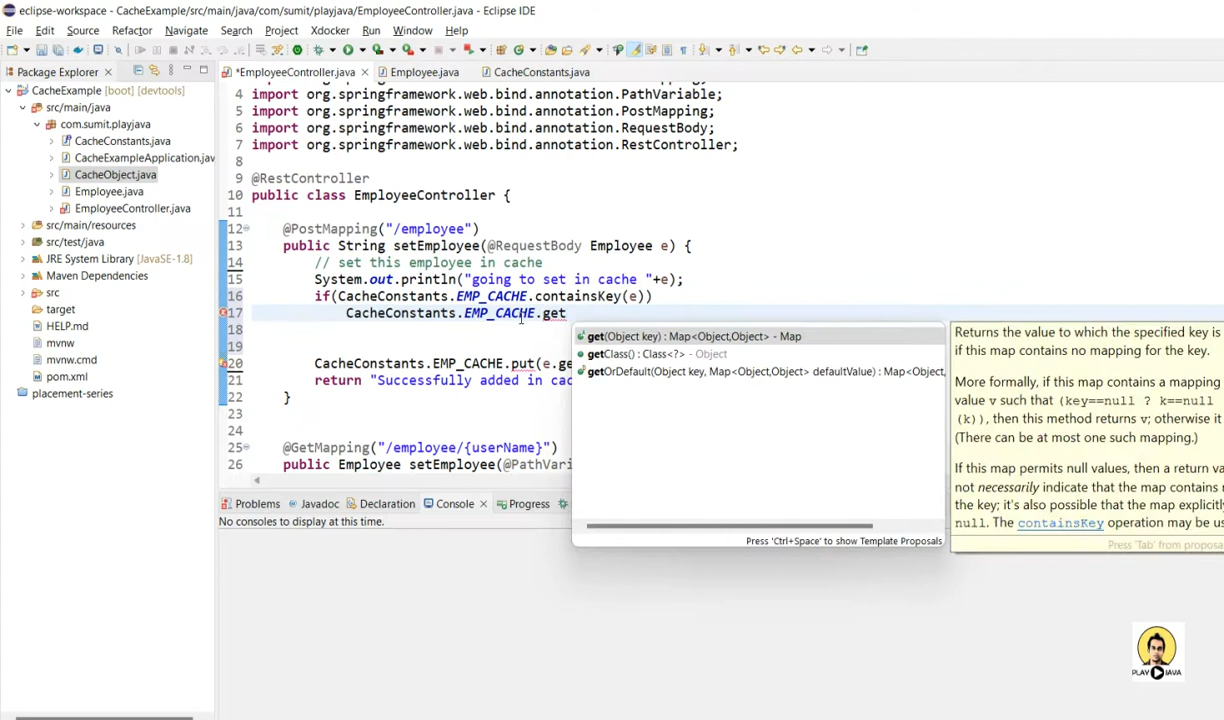 eclipse-workspace - CacheExample/src/main/java/com/sumit/playjava/EmployeeController.java - Eclipse IDE
File Edit Source Refactor Navigate Search Project Xdocker Run Window Help
Package Explorer
*EmployeeController.java Employee.java CacheConstants.java
CacheExample [boot] [devtools]
src/main/java
com.sumit.playjava
CacheConstants.java
CacheExampleApplication.jav
CacheObject.java
Employee.java
EmployeeController.java
src/main/resources
src/test/java
JRE System Library [JavaSE-1.8]
Maven Dependencies
src
target
HELP.md
mvnw
mvnw.cmd
pom.xml
placement-series
4 import org.springframework.web.bind.annotation.PathVariable;
5 import org.springframework.web.bind.annotation.PostMapping;
6 import org.springframework.web.bind.annotation.RequestBody;
7 import org.springframework.web.bind.annotation.RestController;
8
9 @RestController
10 public class EmployeeController {
11
12 @PostMapping("/employee")
13 public String setEmployee(@RequestBody Employee e) {
14 // set this employee in cache
15 System.out.println("going to set in cache "+e);
16 if(CacheConstants.EMP_CACHE.containsKey(e))
17 CacheConstants.EMP_CACHE.get
18
19
20 CacheConstants.EMP_CACHE.put(e.ge
21 return "Successfully added in cac
22 }
23
24
25 @GetMapping("/employee/{userName}")
26 public Employee setEmployee(@PathVari
get(Object key) : Map<Object,Object> - Map
getClass() : Class<?> - Object
getOrDefault(Object key, Map<Object,Object> defaultValue) : Map<Object,
Press 'Ctrl+Space' to show Template Proposals
Returns the value to which the specified key is
if this map contains no mapping for the key.
More formally, if this map contains a mapping
value v such that (key==null ? k==null
(k)), then this method returns v; otherwise it
(There can be at most one such mapping.)
If this map permits null values, then a return va
not necessarily indicate that the map contains
the key; it's also possible that the map explicitly
null. The containsKey operation may be us
Press 'Tab' from proposa
Problems Javadoc Declaration Console Progress
No consoles to display at this time.
PLAY JAVA